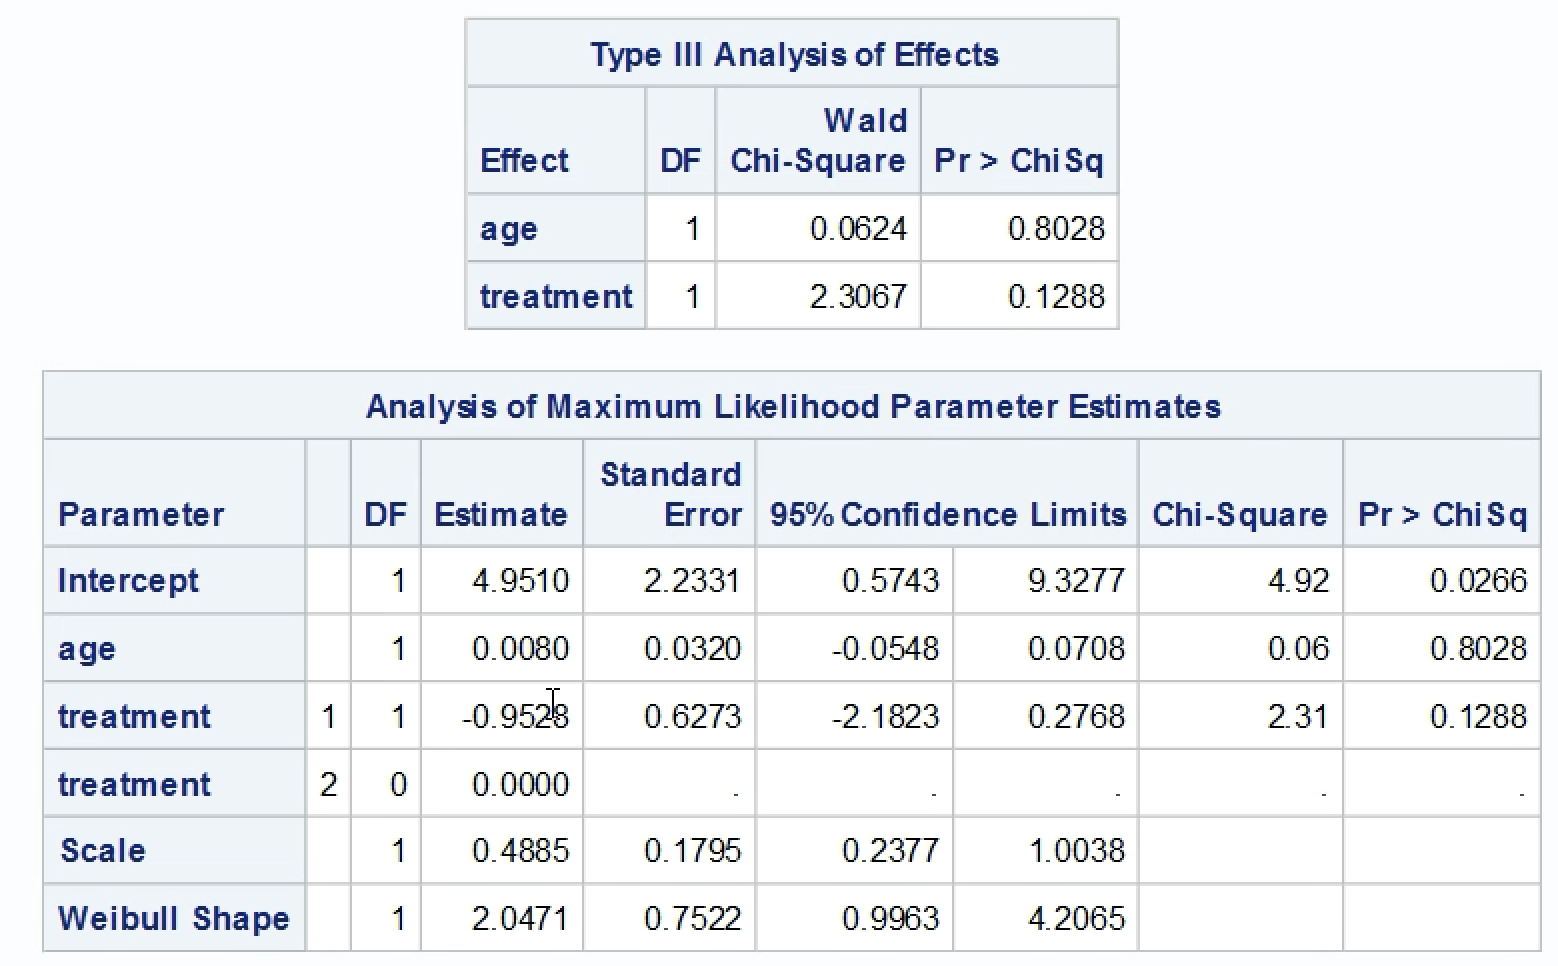 Type III Analysis of Effects
Effect DF Wald Chi-Square Pr > ChiSq
age 1 0.0624 0.8028
treatment 1 2.3067 0.1288
Analysis of Maximum Likelihood Parameter Estimates
Parameter DF Estimate Standard Error 95% Confidence Limits Chi-Square Pr > ChiSq
Intercept 1 4.9510 2.2331 0.5743 9.3277 4.92 0.0266
age 1 0.0080 0.0320 -0.0548 0.0708 0.06 0.8028
treatment 1 1 -0.9528 0.6273 -2.1823 0.2768 2.31 0.1288
treatment 2 0 0.0000 . . . . .
Scale 1 0.4885 0.1795 0.2377 1.0038
Weibull Shape 1 2.0471 0.7522 0.9963 4.2065